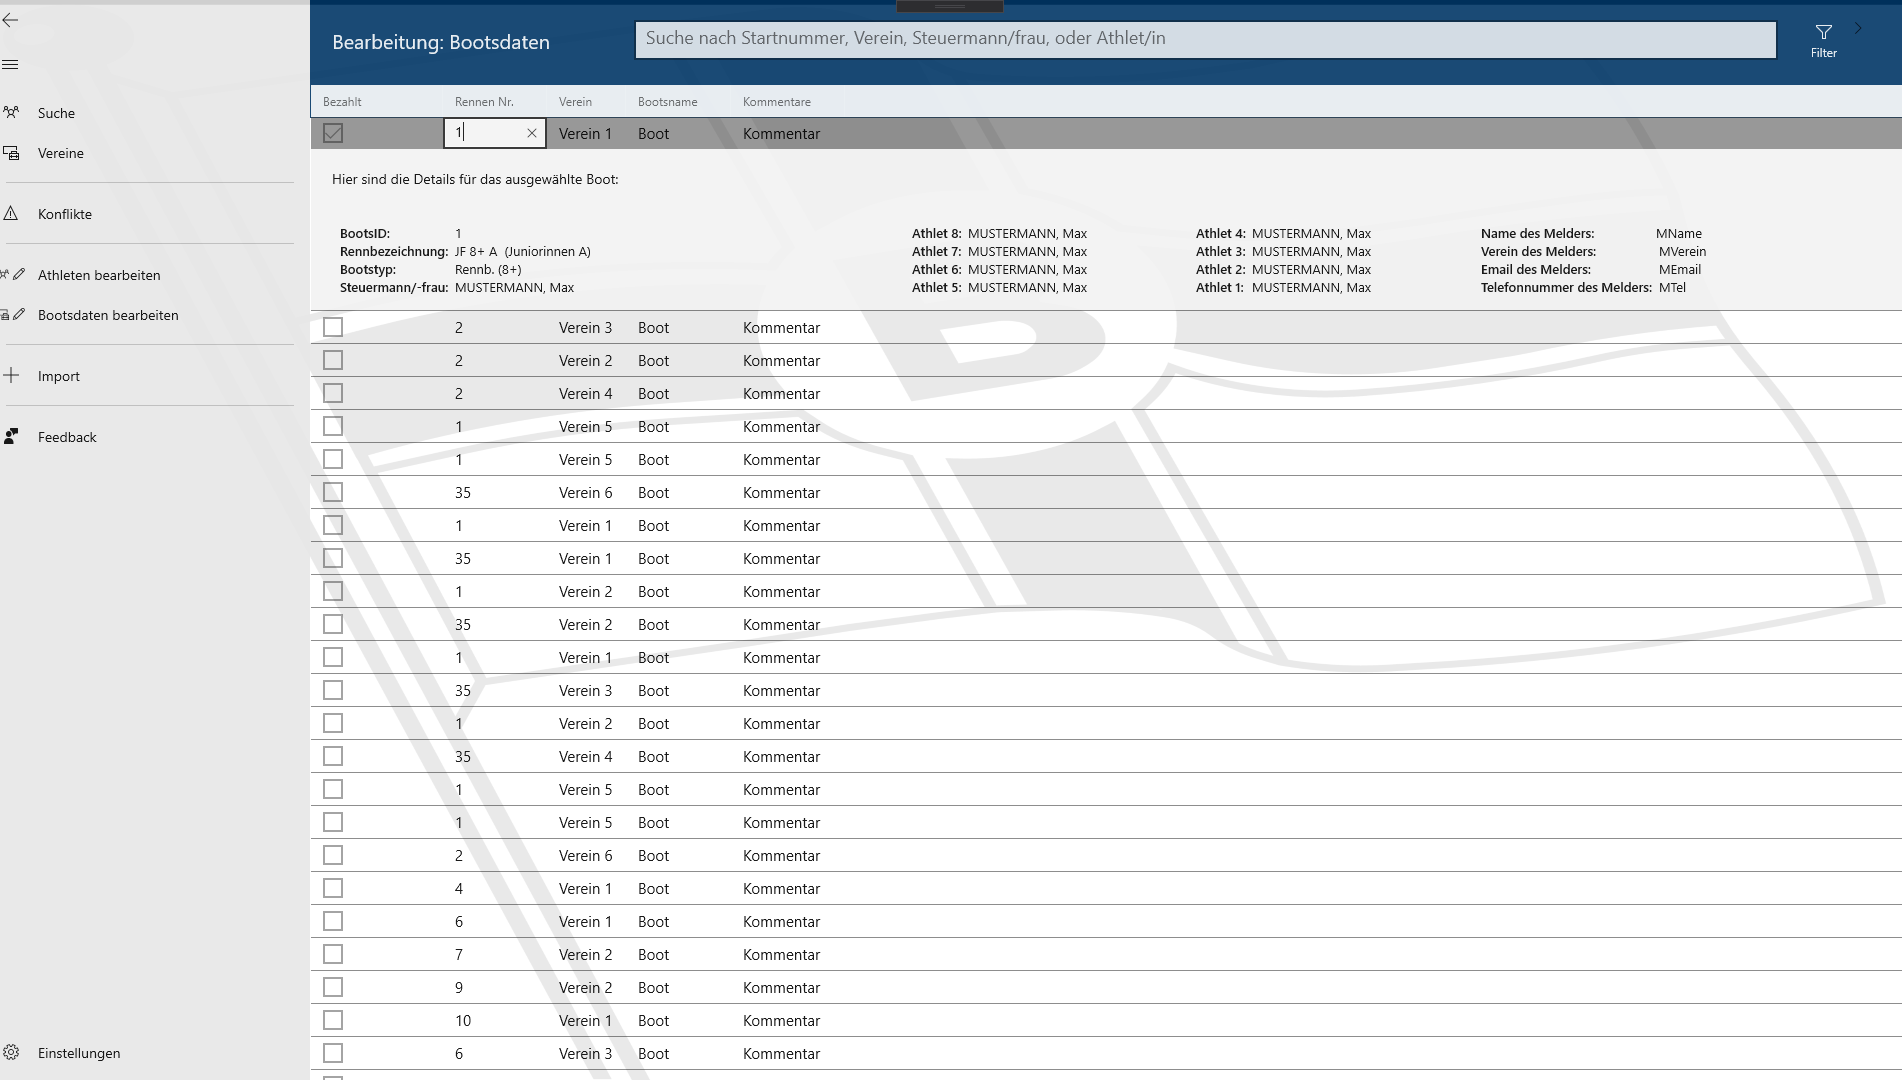 Bearbeitung: Bootsdaten
Suche nach Startnummer, Verein, Steuermann/frau, oder Athlet/in
Filter
Suche
Vereine
Konflikte
Athleten bearbeiten
Bootsdaten bearbeiten
Import
Feedback
Einstellungen
Bezahlt Rennen Nr. Verein Bootsname Kommentare
1 Verein 1 Boot Kommentar
Hier sind die Details für das ausgewählte Boot:
BootsID: 1
Rennbezeichnung: JF 8+ A (Juniorinnen A)
Bootstyp: Rennb. (8+)
Steuermann/-frau: MUSTERMANN, Max
Athlet 8: MUSTERMANN, Max
Athlet 7: MUSTERMANN, Max
Athlet 6: MUSTERMANN, Max
Athlet 5: MUSTERMANN, Max
Athlet 4: MUSTERMANN, Max
Athlet 3: MUSTERMANN, Max
Athlet 2: MUSTERMANN, Max
Athlet 1: MUSTERMANN, Max
Name des Melders: MName
Verein des Melders: MVerein
Email des Melders: MEmail
Telefonnummer des Melders: MTel
2 Verein 3 Boot Kommentar
2 Verein 2 Boot Kommentar
2 Verein 4 Boot Kommentar
1 Verein 5 Boot Kommentar
1 Verein 5 Boot Kommentar
35 Verein 6 Boot Kommentar
1 Verein 1 Boot Kommentar
35 Verein 1 Boot Kommentar
1 Verein 2 Boot Kommentar
35 Verein 2 Boot Kommentar
1 Verein 1 Boot Kommentar
35 Verein 3 Boot Kommentar
1 Verein 2 Boot Kommentar
35 Verein 4 Boot Kommentar
1 Verein 5 Boot Kommentar
1 Verein 5 Boot Kommentar
2 Verein 6 Boot Kommentar
4 Verein 1 Boot Kommentar
6 Verein 1 Boot Kommentar
7 Verein 2 Boot Kommentar
9 Verein 2 Boot Kommentar
10 Verein 1 Boot Kommentar
6 Verein 3 Boot Kommentar